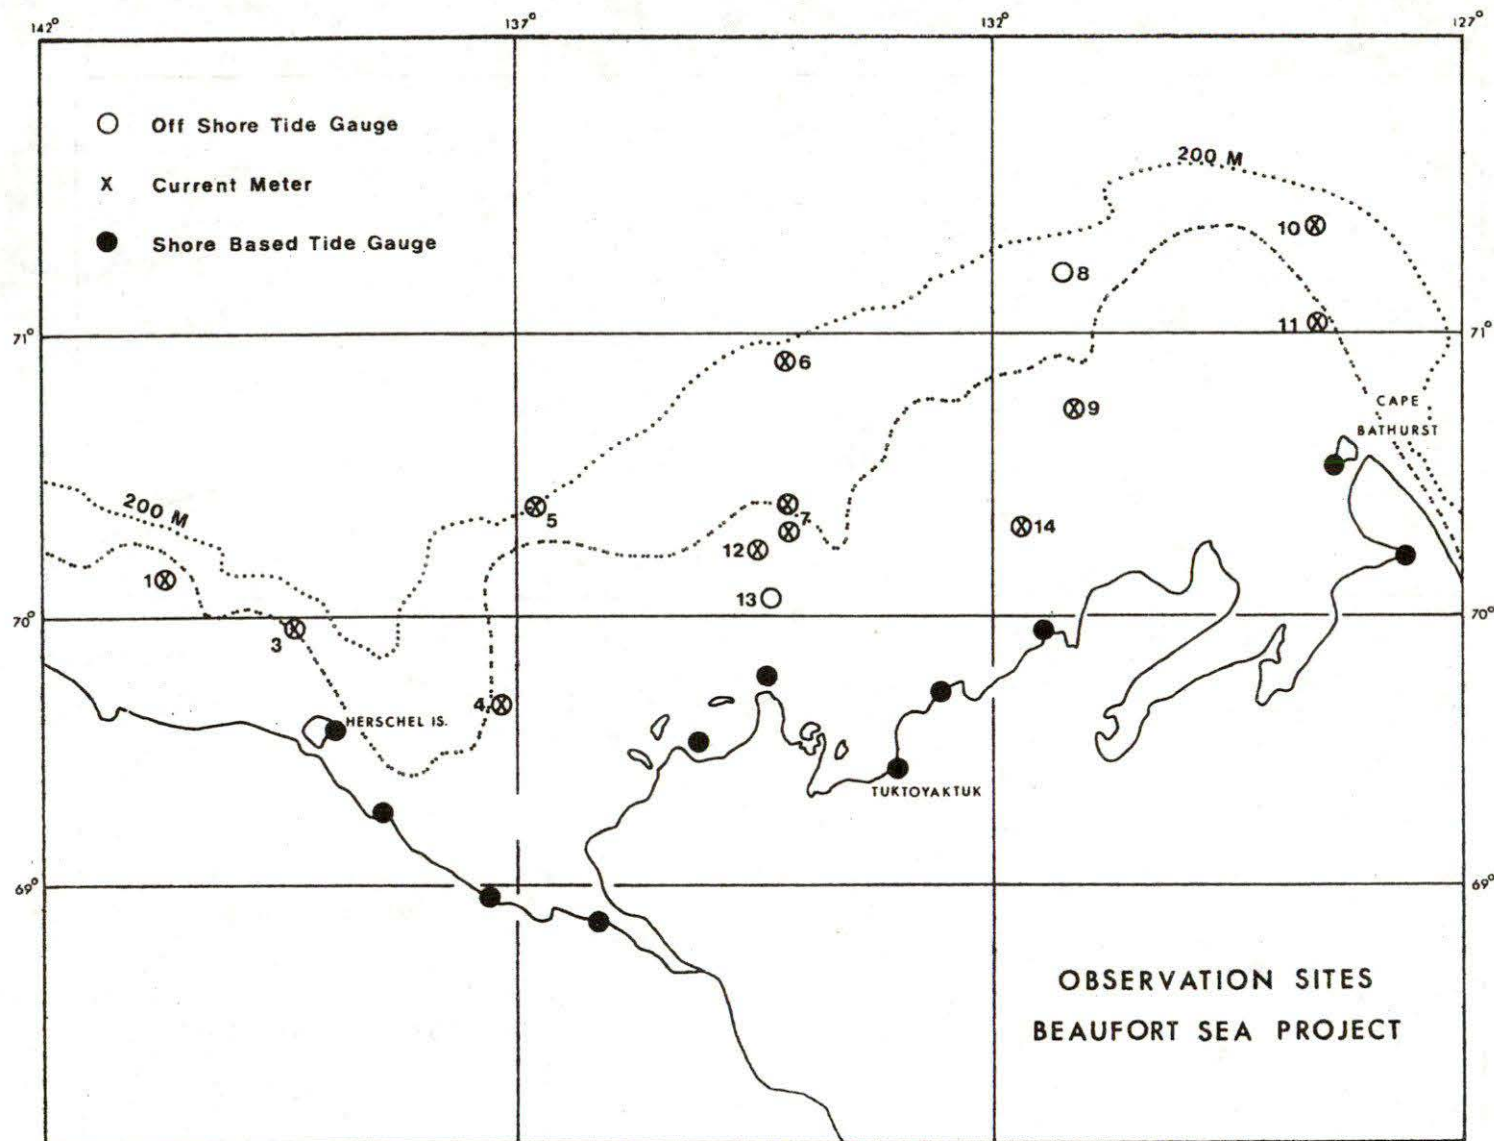 142° 137° 132° 127°
○ Off Shore Tide Gauge
x Current Meter
● Shore Based Tide Gauge
200 M
10
8
71° 11 71°
6
CAPE
9
BATHURST
200 M
5
7
14
12
1
13
70° 70°
3
4
HERSCHEL IS.
TUKTOYAKTUK
69° 69°
OBSERVATION SITES
BEAUFORT SEA PROJECT